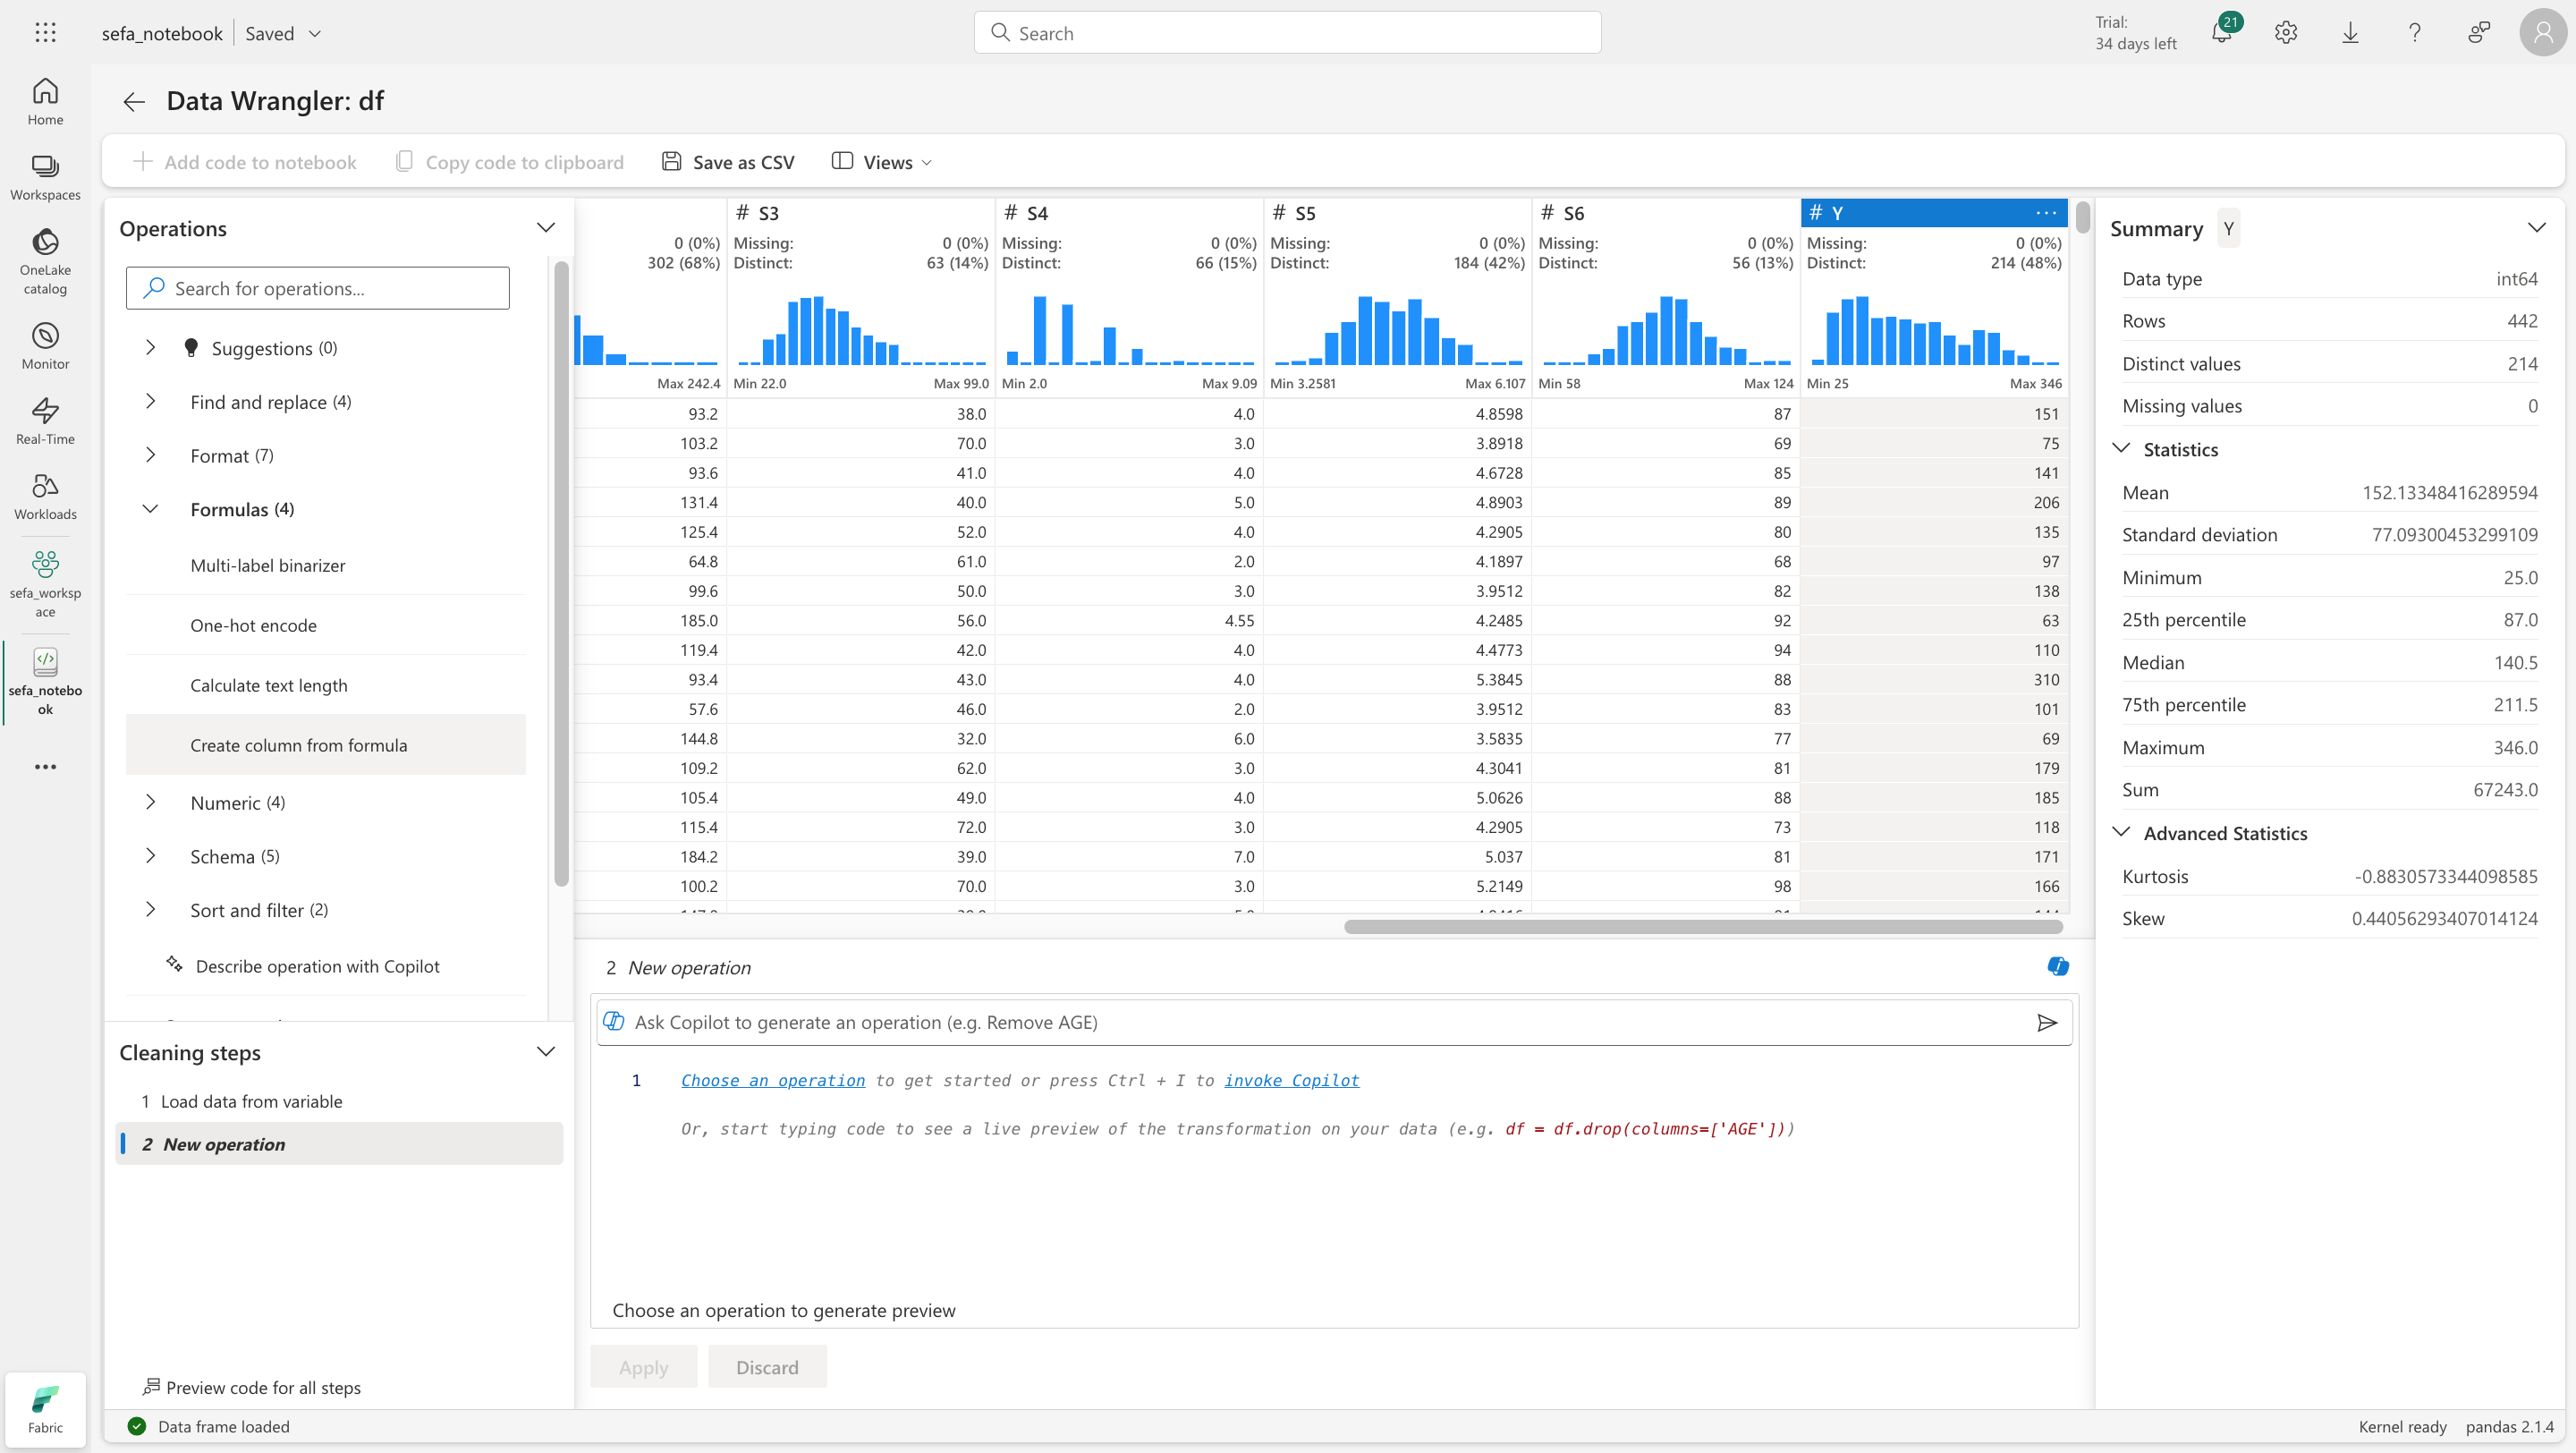 sefa_notebook Saved
Search
Trial:
34 days left
21
Home
Workspaces
OneLake
catalog
Monitor
Real-Time
Workloads
sefa_worksp
ace
sefa_notebo
ok
Fabric
Data Wrangler: df
Add code to notebook Copy code to clipboard Save as CSV Views
Operations
Search for operations...
Suggestions (0)
Find and replace (4)
Format (7)
Formulas (4)
Multi-label binarizer
One-hot encode
Calculate text length
Create column from formula
Numeric (4)
Schema (5)
Sort and filter (2)
Describe operation with Copilot
Cleaning steps
1 Load data from variable
2 New operation
Preview code for all steps
# S3 # S4 # S5 # S6 # Y ...
0 (0%) Missing: 0 (0%) Missing: 0 (0%) Missing: 0 (0%) Missing: 0 (0%) Missing: 0 (0%)
302 (68%) Distinct: 63 (14%) Distinct: 66 (15%) Distinct: 184 (42%) Distinct: 56 (13%) Distinct: 214 (48%)
Max 242.4 Min 22.0 Max 99.0 Min 2.0 Max 9.09 Min 3.2581 Max 6.107 Min 58 Max 124 Min 25 Max 346
93.2 38.0 4.0 4.8598 87 151
103.2 70.0 3.0 3.8918 69 75
93.6 41.0 4.0 4.6728 85 141
131.4 40.0 5.0 4.8903 89 206
125.4 52.0 4.0 4.2905 80 135
64.8 61.0 2.0 4.1897 68 97
99.6 50.0 3.0 3.9512 82 138
185.0 56.0 4.55 4.2485 92 63
119.4 42.0 4.0 4.4773 94 110
93.4 43.0 4.0 5.3845 88 310
57.6 46.0 2.0 3.9512 83 101
144.8 32.0 6.0 3.5835 77 69
109.2 62.0 3.0 4.3041 81 179
105.4 49.0 4.0 5.0626 88 185
115.4 72.0 3.0 4.2905 73 118
184.2 39.0 7.0 5.037 81 171
100.2 70.0 3.0 5.2149 98 166
2 New operation
Ask Copilot to generate an operation (e.g. Remove AGE)
1 Choose an operation to get started or press Ctrl + I to invoke Copilot
Or, start typing code to see a live preview of the transformation on your data (e.g. df = df.drop(columns=['AGE']))
Choose an operation to generate preview
Apply Discard
Summary Y
Data type int64
Rows 442
Distinct values 214
Missing values 0
Statistics
Mean 152.13348416289594
Standard deviation 77.09300453299109
Minimum 25.0
25th percentile 87.0
Median 140.5
75th percentile 211.5
Maximum 346.0
Sum 67243.0
Advanced Statistics
Kurtosis -0.8830573344098585
Skew 0.44056293407014124
Data frame loaded
Kernel ready pandas 2.1.4